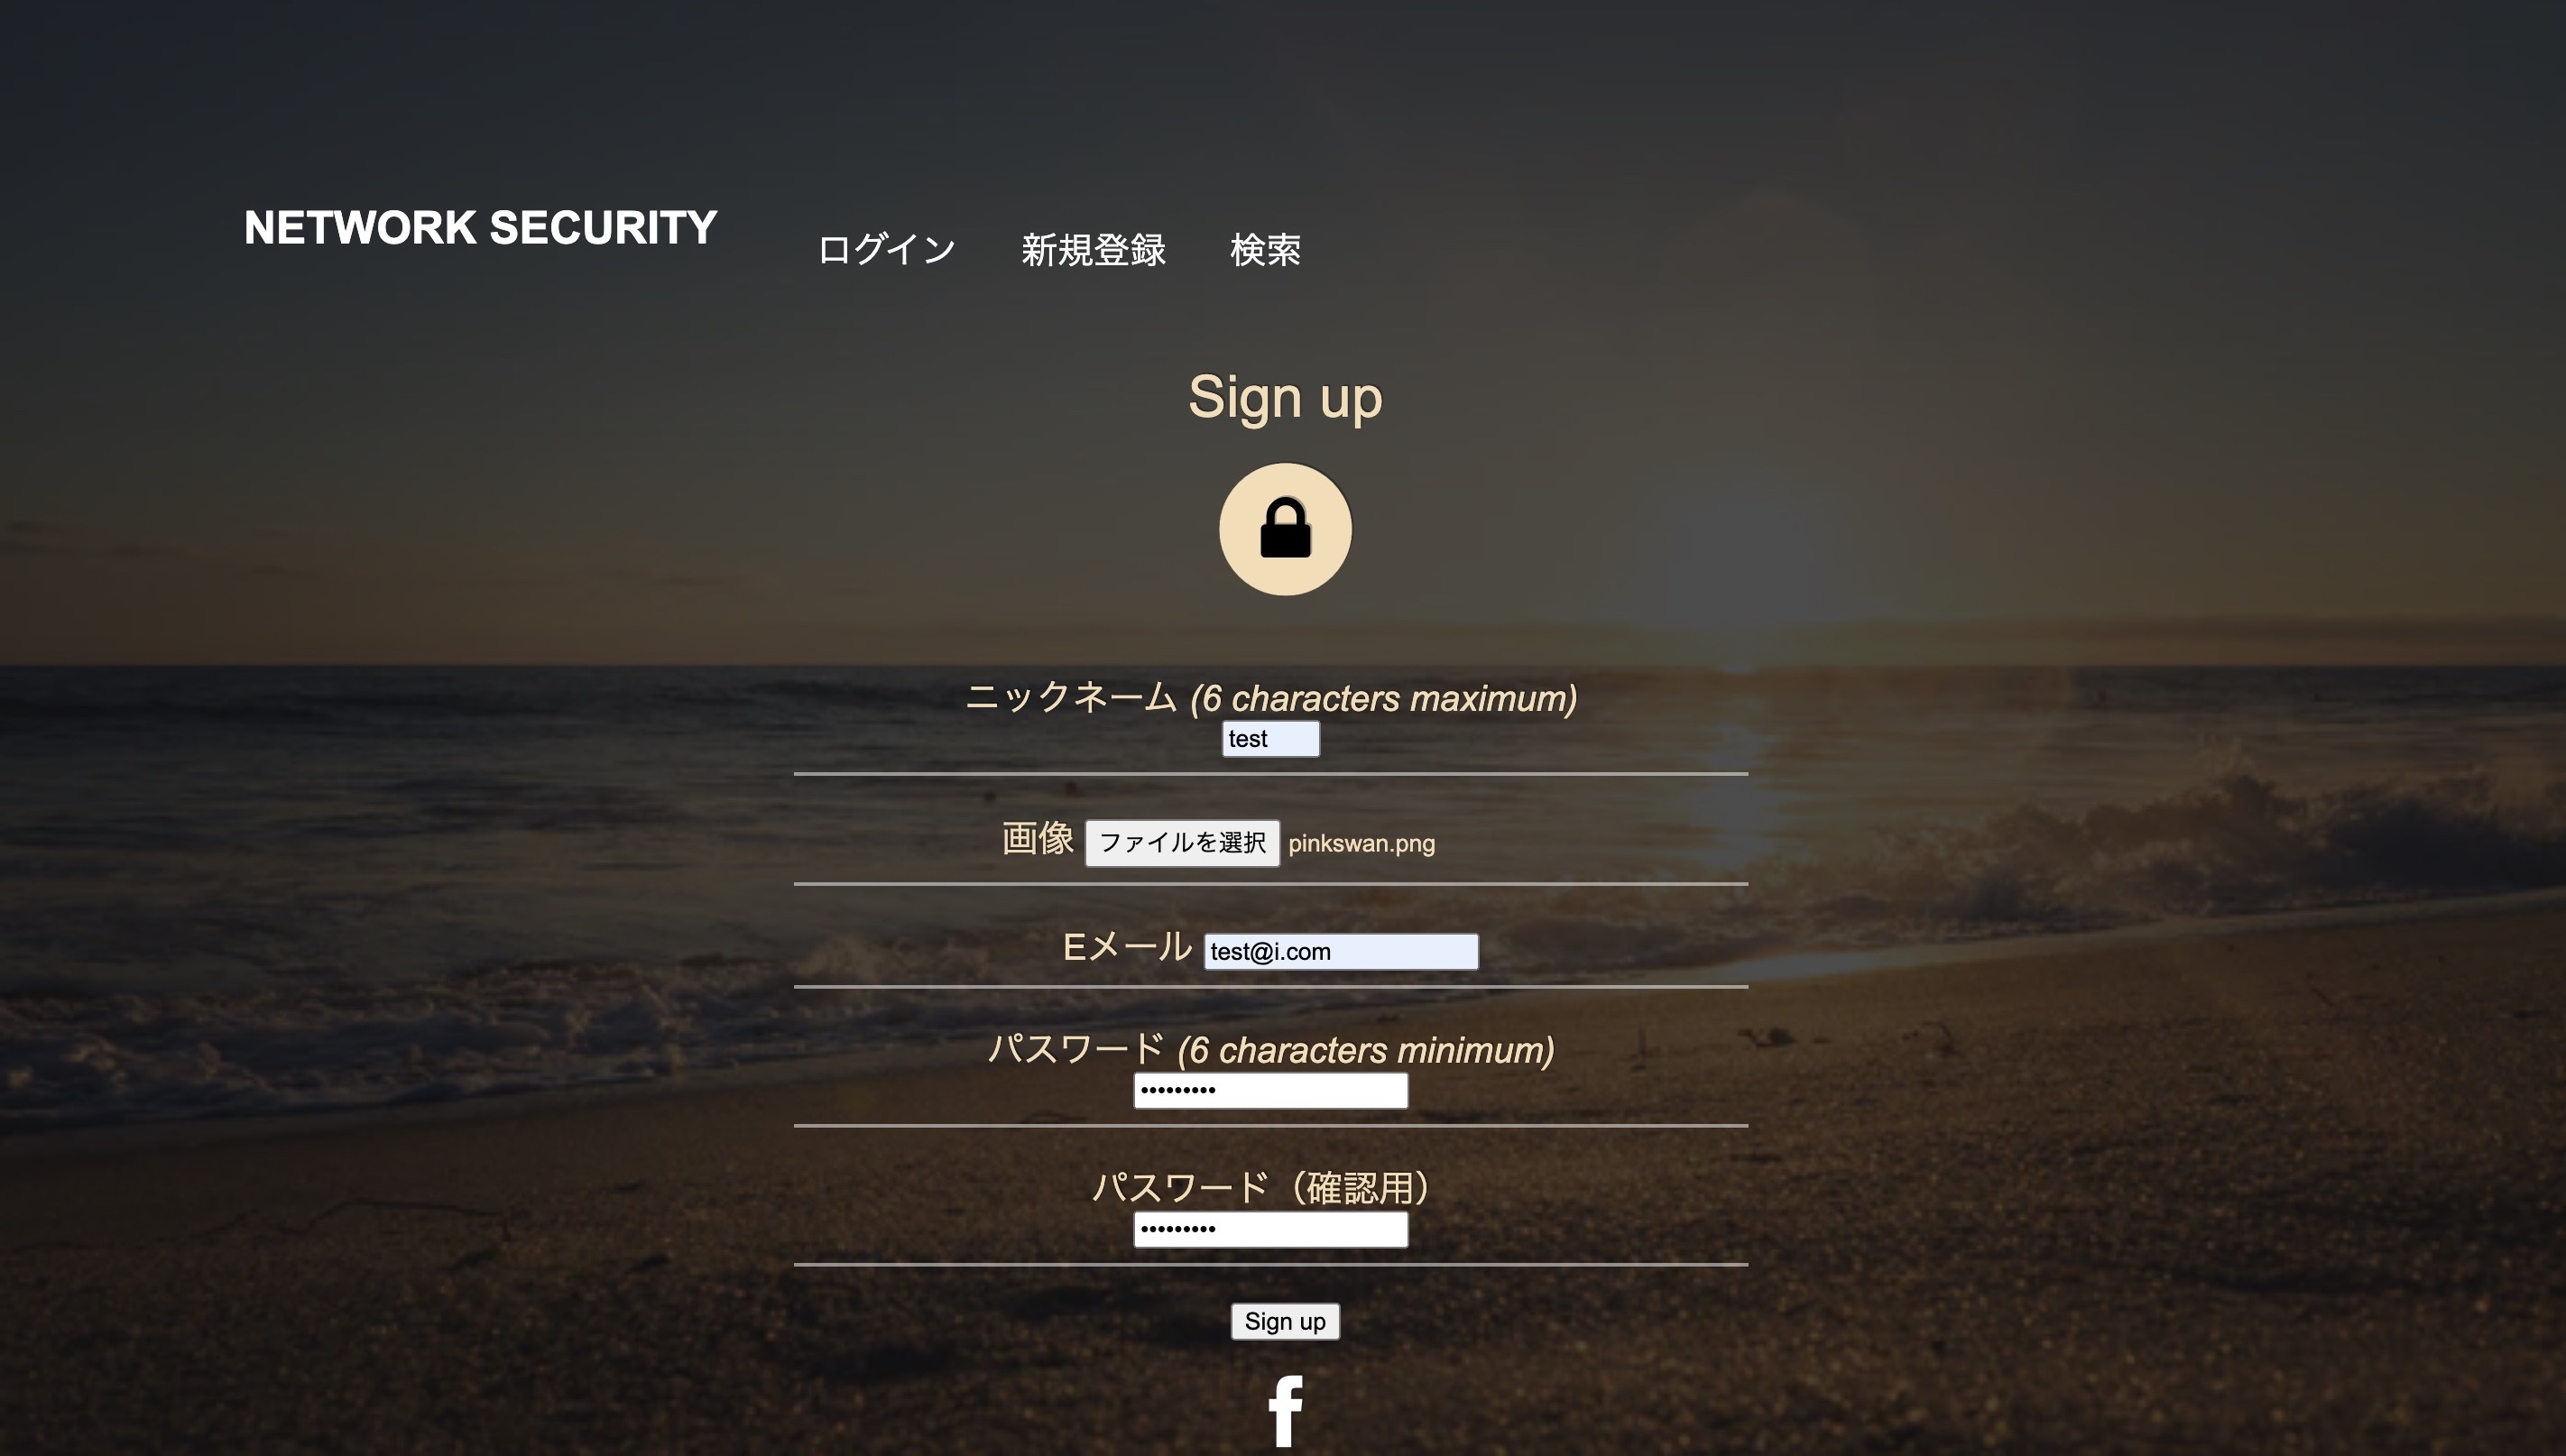 NETWORK SECURITY
ログイン 新規登録 検索
Sign up
ニックネーム (6 characters maximum)
test
画像 ファイルを選択 pinkswan.png
Eメール test@i.com
パスワード (6 characters minimum)
•••••••••
パスワード（確認用）
•••••••••
Sign up
f